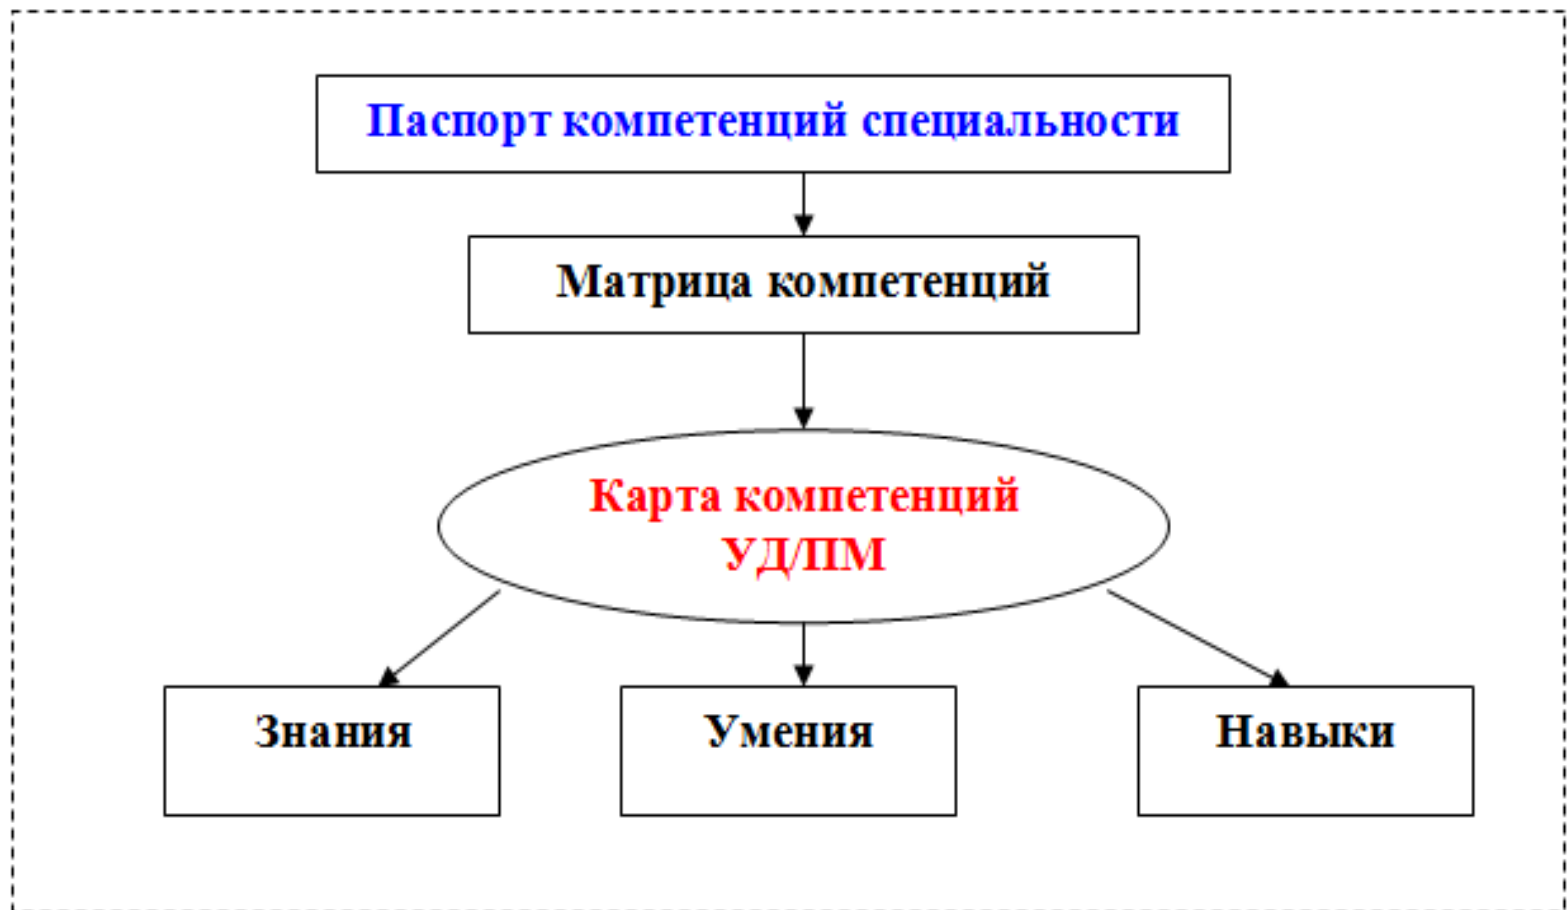 Паспорт компетенций специальности
Матрица компетенций
Карта компетенций
УД/ПМ
Знания
Умения
Навыки